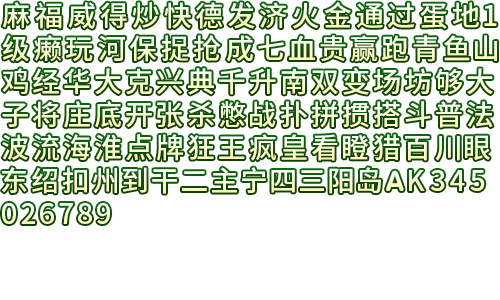 麻福威得炒快德发济火金通过蛋地1
级癞玩河保捉抢成七血贵赢跑青鱼山
鸡经华大克兴典千升南双变场坊够大
子将庄底开张杀憋战扑拼掼搭斗普法
波流海淮点牌狂王疯皇看瞪猎百川眼
东绍扣州到干二主宁四三阳岛AK345
026789